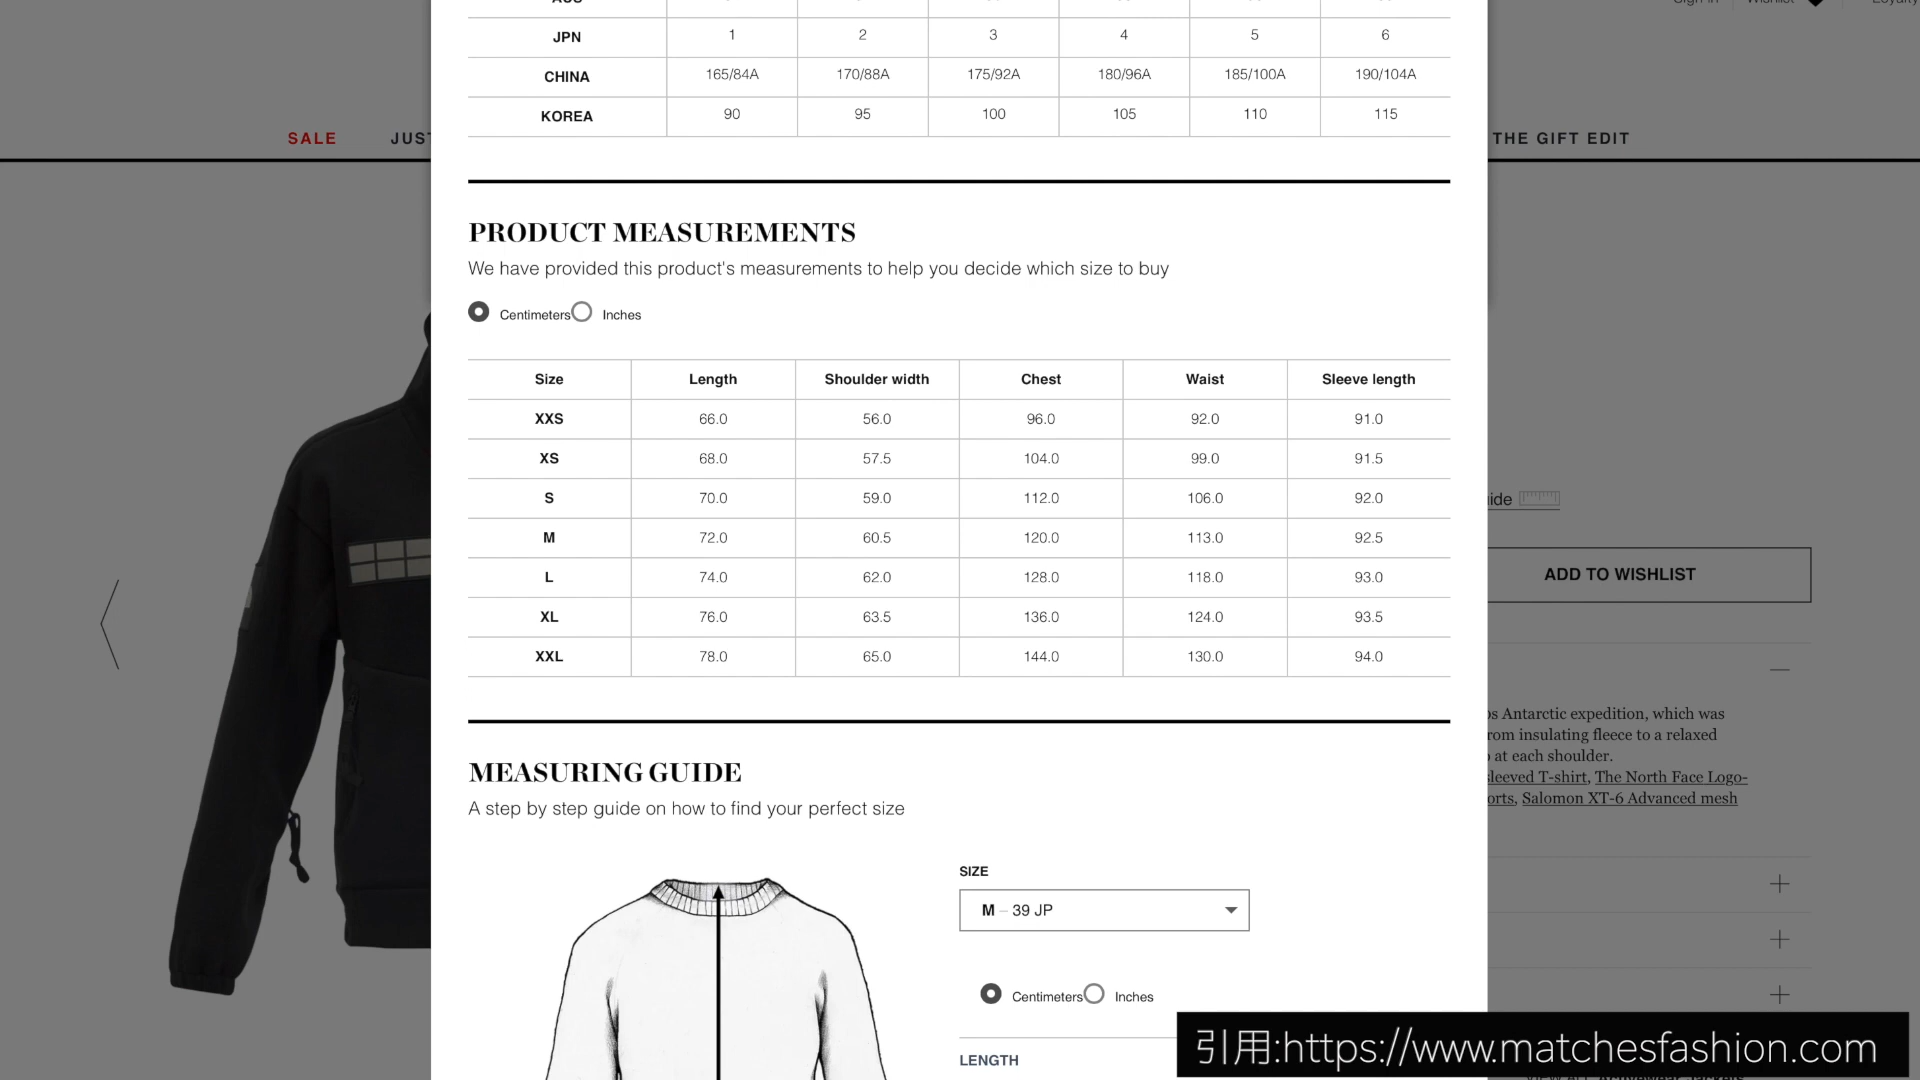 Wishlist
JPN 1 2 3 4 5 6
CHINA 165/84A 170/88A 175/92A 180/96A 185/100A 190/104A
KOREA 90 95 100 105 110 115
SALE JUST THE GIFT EDIT
PRODUCT MEASUREMENTS
We have provided this product's measurements to help you decide which size to buy
Centimeters Inches
Size Length Shoulder width Chest Waist Sleeve length
XXS 66.0 56.0 96.0 92.0 91.0
XS 68.0 57.5 104.0 99.0 91.5
S 70.0 59.0 112.0 106.0 92.0
M 72.0 60.5 120.0 113.0 92.5
L 74.0 62.0 128.0 118.0 93.0
XL 76.0 63.5 136.0 124.0 93.5
XXL 78.0 65.0 144.0 130.0 94.0
uide
ADD TO WISHLIST
Antarctic expedition, which was
rom insulating fleece to a relaxed
at each shoulder.
sleeved T-shirt, The North Face Logo-
orts, Salomon XT-6 Advanced mesh
MEASURING GUIDE
A step by step guide on how to find your perfect size
SIZE
M – 39 JP
Centimeters Inches
LENGTH
引用:https://www.matchesfashion.com